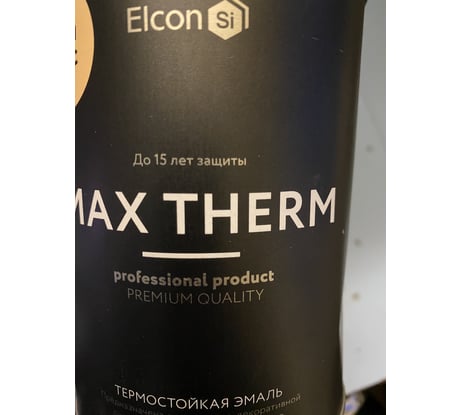 Elcon Si
До 15 лет защиты
MAX THERM
professional product
PREMIUM QUALITY
ТЕРМОСТОЙКАЯ ЭМАЛЬ